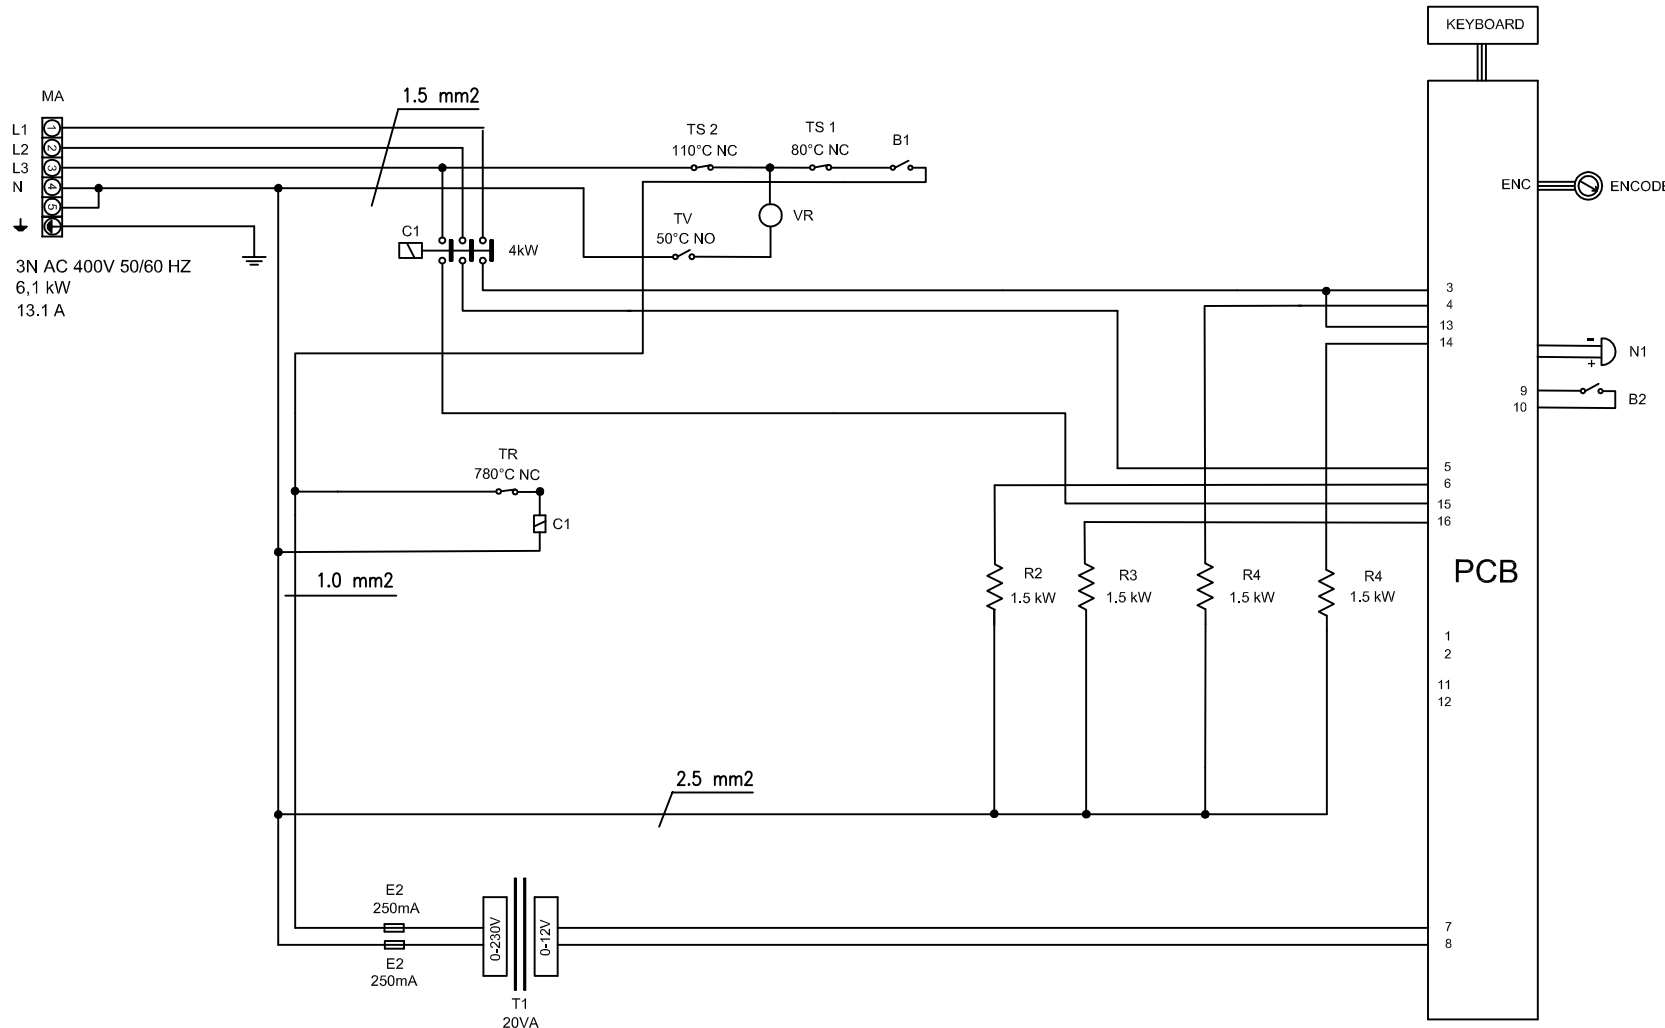 KEYBOARD
MA
1.5 mm2
L1
1
L2
2
L3
3
N
4
5
TS 2
110°C NC
TS 1
80°C NC
B1
ENC
ENCODE
VR
TV
50°C NO
C1
4kW
3N AC 400V 50/60 HZ
6,1 kW
13.1 A
3
4
13
14
-
+
N1
9
10
B2
TR
780°C NC
C1
5
6
15
16
1.0 mm2
R2
1.5 kW
R3
1.5 kW
R4
1.5 kW
R4
1.5 kW
PCB
1
2
11
12
2.5 mm2
E2
250mA
E2
250mA
0-230V
0-12V
T1
20VA
7
8